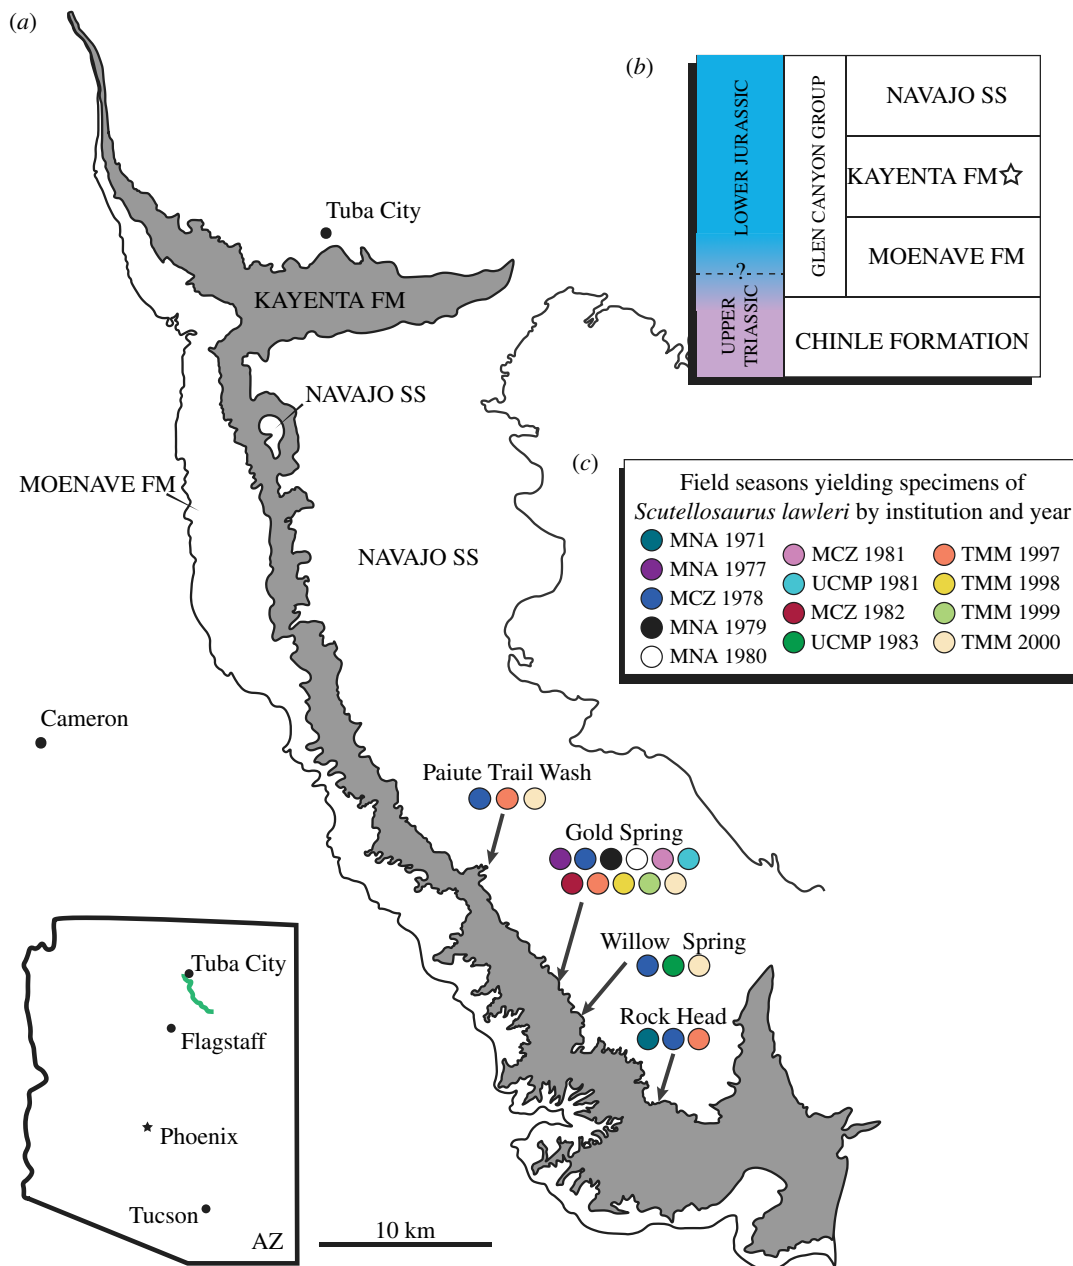 (a)
Tuba City
KAYENTA FM
NAVAJO SS
MOENAVE FM
NAVAJO SS
Cameron
Paiute Trail Wash
Gold Spring
Willow Spring
Rock Head
Tuba City
Flagstaff
Phoenix
Tucson
AZ
10 km
(b)
LOWER JURASSIC
?
UPPER
TRIASSIC
GLEN CANYON GROUP
NAVAJO SS
KAYENTA FM
MOENAVE FM
CHINLE FORMATION
(c)
Field seasons yielding specimens of
Scutellosaurus lawleri by institution and year
MNA 1971
MNA 1977
MCZ 1978
MNA 1979
MNA 1980
MCZ 1981
UCMP 1981
MCZ 1982
UCMP 1983
TMM 1997
TMM 1998
TMM 1999
TMM 2000